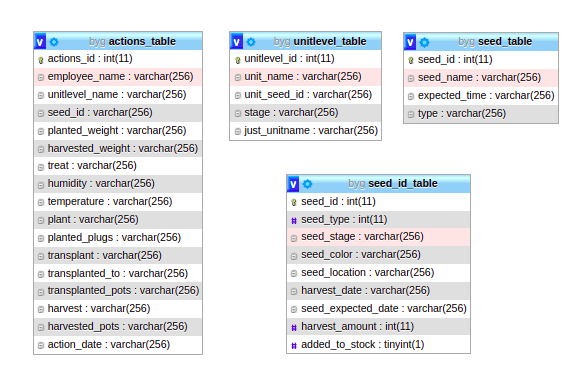 v byg actions_table
actions_id : int(11)
employee_name : varchar(256)
unitlevel_name : varchar(256)
seed_id : varchar(256)
planted_weight : varchar(256)
harvested_weight : varchar(256)
treat : varchar(256)
humidity : varchar(256)
temperature : varchar(256)
plant : varchar(256)
planted_plugs : varchar(256)
transplant : varchar(256)
transplanted_to : varchar(256)
transplanted_pots : varchar(256)
harvest : varchar(256)
harvested_pots : varchar(256)
action_date : varchar(256)
v byg unitlevel_table
unitlevel_id : int(11)
unit_name : varchar(256)
unit_seed_id : varchar(256)
stage : varchar(256)
just_unitname : varchar(256)
v byg seed_table
seed_id : int(11)
seed_name : varchar(256)
expected_time : varchar(256)
type : varchar(256)
v byg seed_id_table
seed_id : int(11)
# seed_type : int(11)
seed_stage : varchar(256)
seed_color : varchar(256)
seed_location : varchar(256)
harvest_date : varchar(256)
seed_expected_date : varchar(256)
# harvest_amount : int(11)
# added_to_stock : tinyint(1)